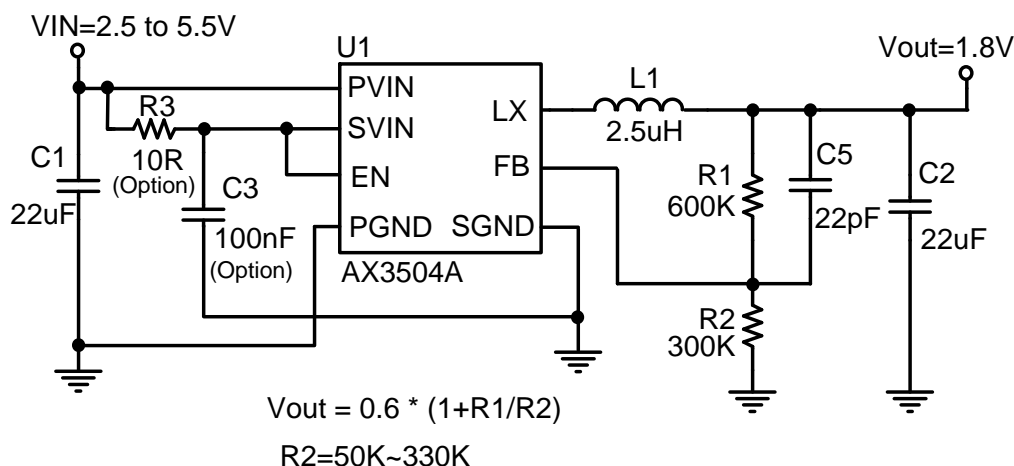 VIN=2.5 to 5.5V
U1
Vout=1.8V
PVIN
L1
R3
LX
SVIN
2.5uH
C1
10R
C5
(Option)
EN
FB
R1
C3
C2
22uF
600K
100nF
PGND
SGND
22pF
22uF
(Option)
AX3504A
R2
300K
Vout = 0.6 * (1+R1/R2)
R2=50K~330K